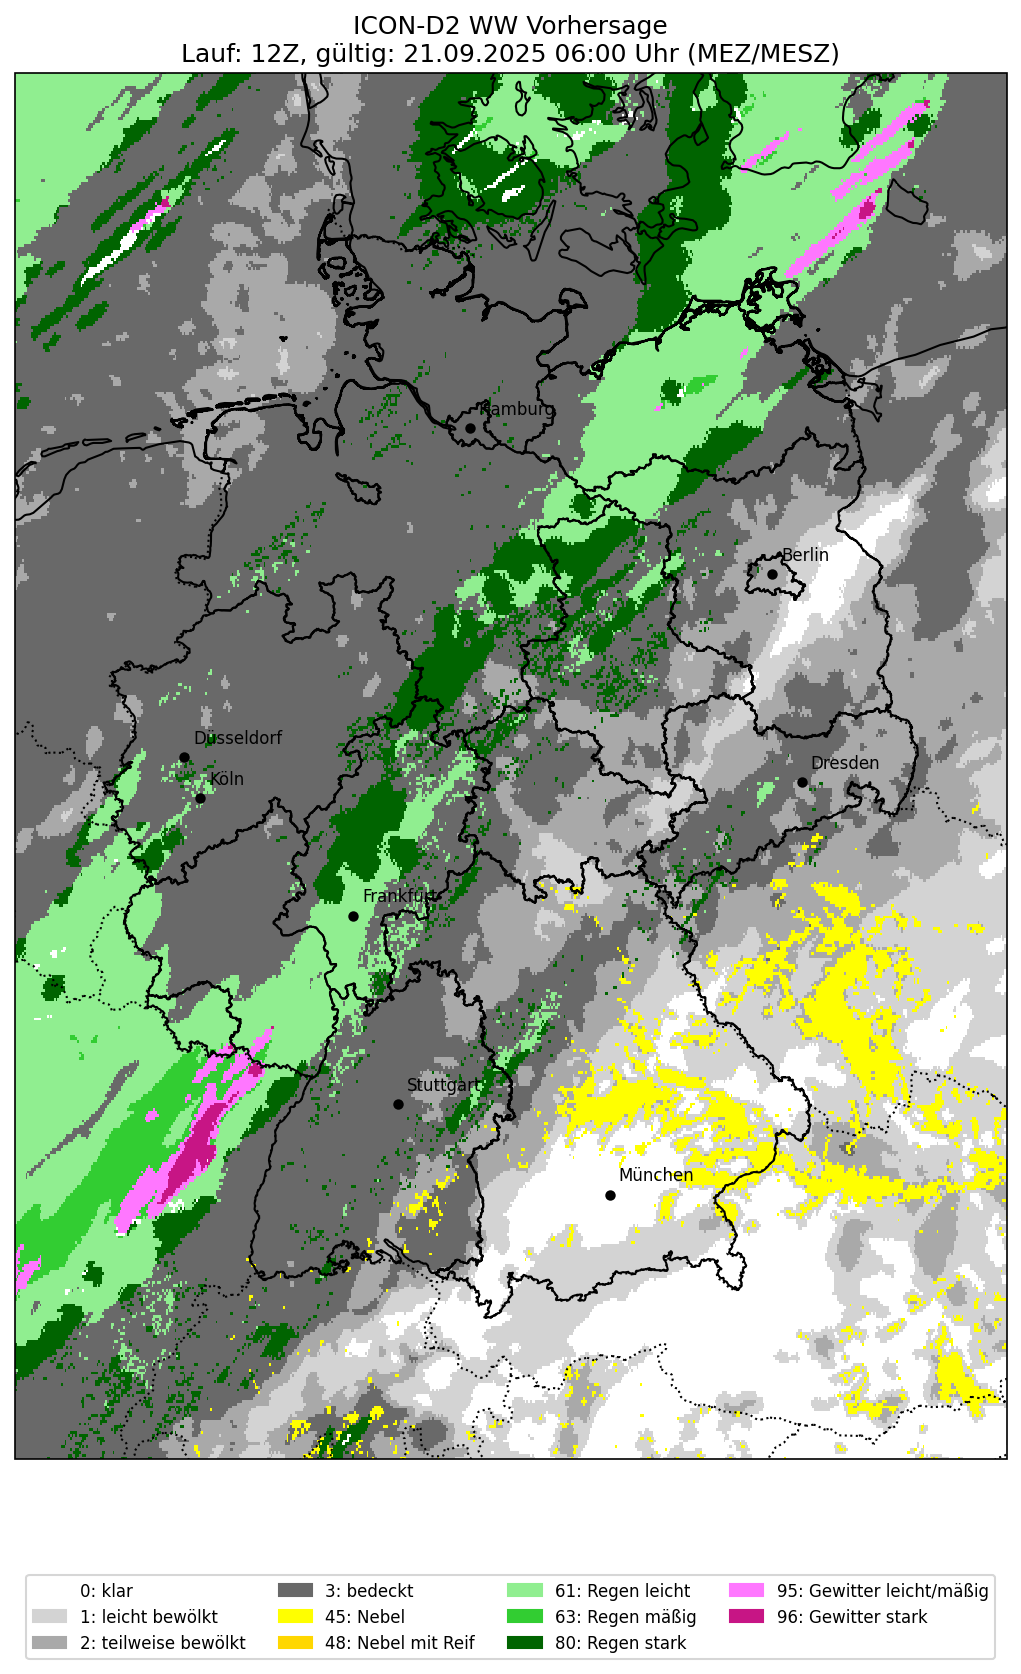 ICON-D2 WW Vorhersage
Lauf: 12Z, gültig: 21.09.2025 06:00 Uhr (MEZ/MESZ)
Hamburg
Berlin
Düsseldorf
Köln
Dresden
Frankfurt
Stuttgart
München
0: klar
1: leicht bewölkt
2: teilweise bewölkt
3: bedeckt
45: Nebel
48: Nebel mit Reif
61: Regen leicht
63: Regen mäßig
80: Regen stark
95: Gewitter leicht/mäßig
96: Gewitter stark